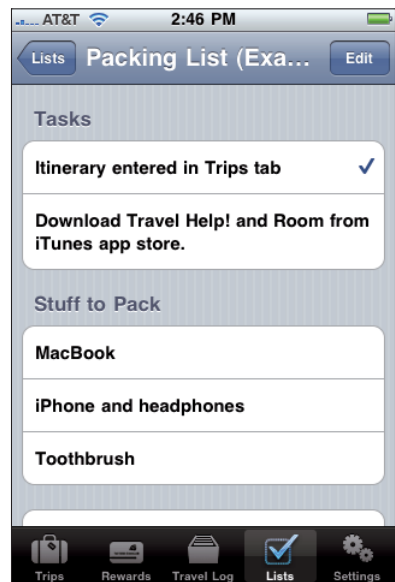 AT&T 2:46 PM
Lists Packing List (Exa... Edit
Tasks
Itinerary entered in Trips tab
Download Travel Help! and Room from
iTunes app store.
Stuff to Pack
MacBook
iPhone and headphones
Toothbrush
Trips Rewards Travel Log Lists Settings